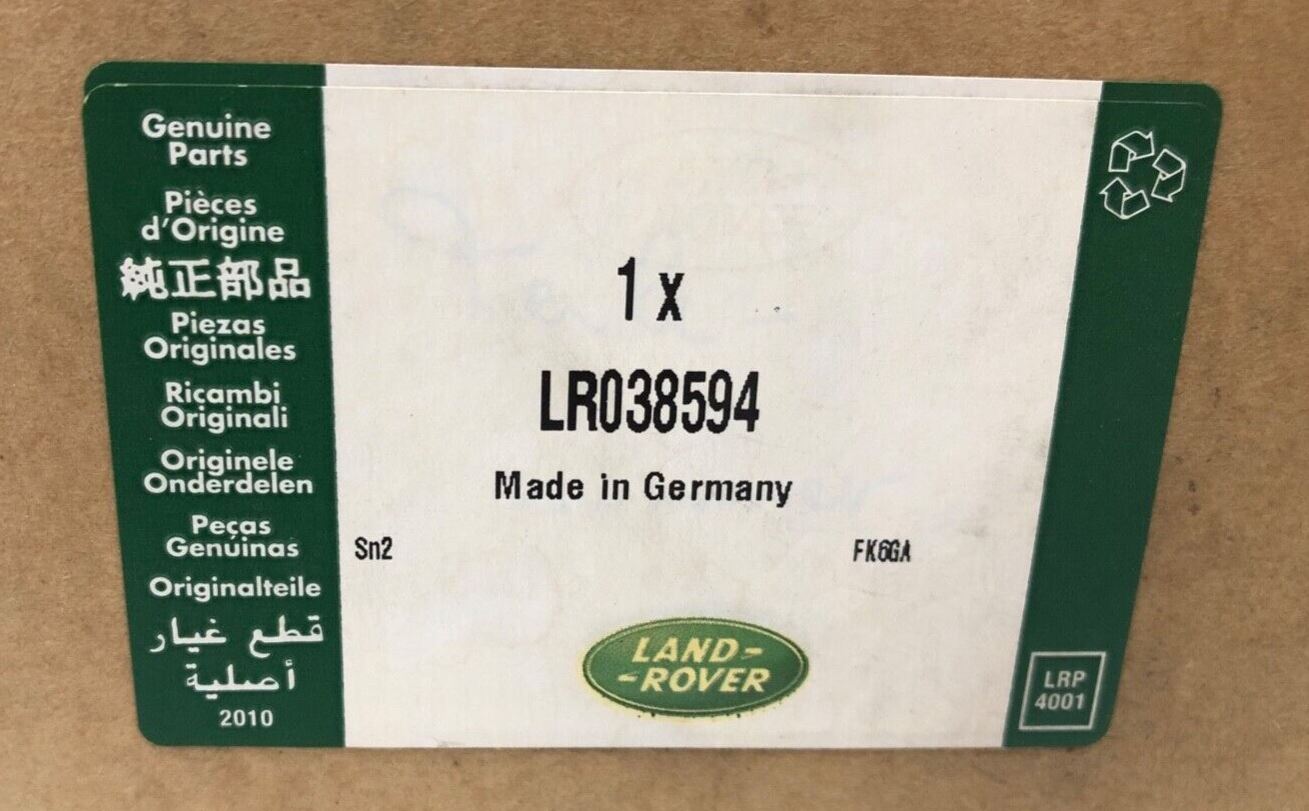 Genuine
Parts
Pièces
d'Origine
純正部品
Piezas
Originales
Ricambi
Originali
Originele
Onderdelen
Peças
Genúinas
Originalteile
قطع غيار
أصلية
2010
1 x
LR038594
Made in Germany
Sn2
FK6GA
LAND-
-ROVER
LRP
4001